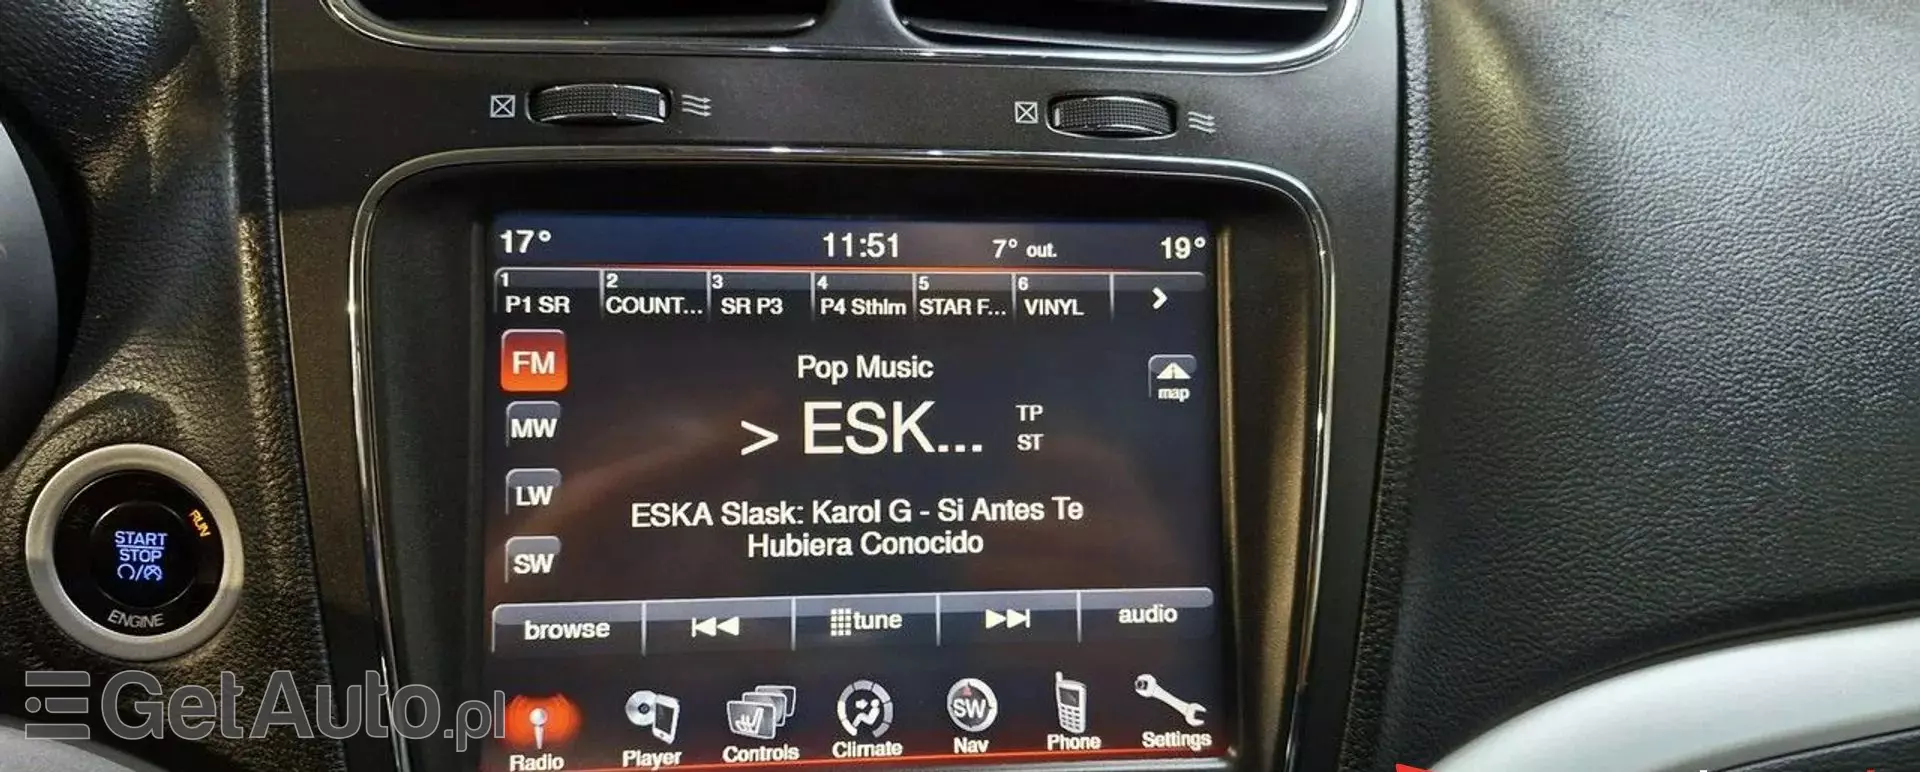 17° 11:51 7° out. 19°
1 2 3 4 5 6
P1 SR COUNT... SR P3 P4 Sthlm STAR F... VINYL
FM
Pop Music
map
> ESK... TP
ST
MW
LW
ESKA Slask: Karol G - Si Antes Te
Hubiera Conocido
SW
browse tune audio
Radio Player Controls Climate SW Nav Phone Settings
RUN
START
STOP
ENGINE
GetAuto.pl